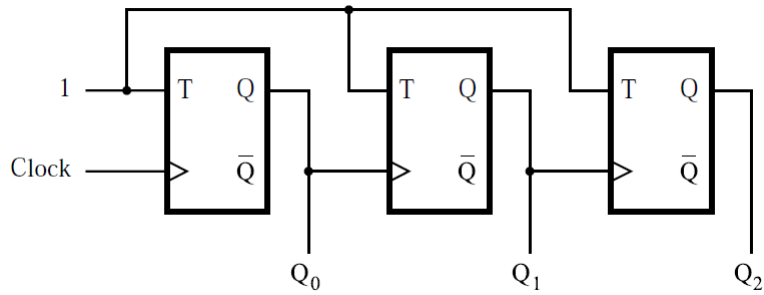 1 T Q T Q T Q
Clock Q̅ Q̅ Q̅
Q₀ Q₁ Q₂